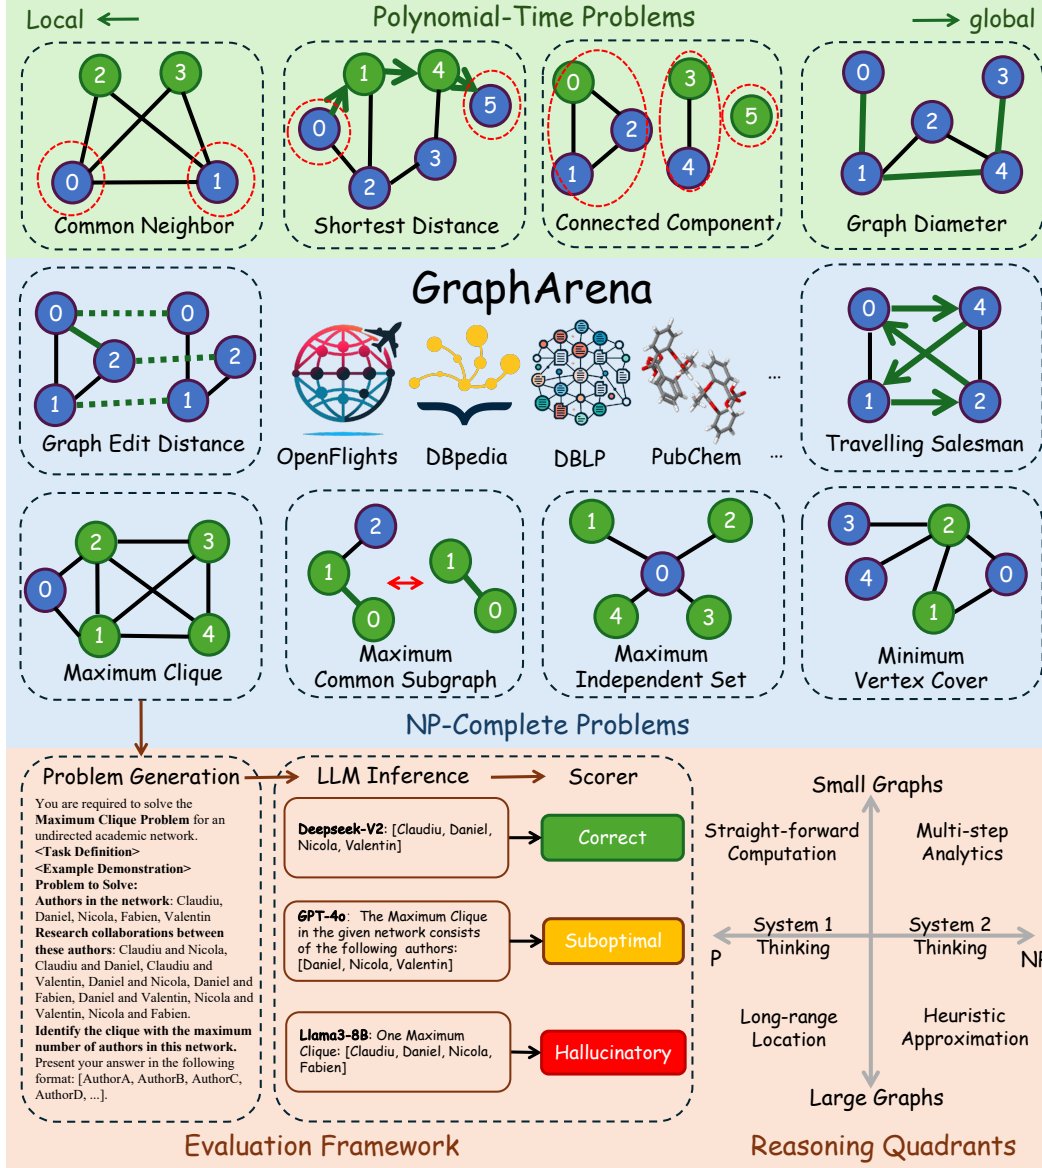 Local
Polynomial-Time Problems
global
2
3
0
1
Common Neighbor
1
4
0
5
3
2
Shortest Distance
0
3
2
5
1
4
Connected Component
0
3
2
1
4
Graph Diameter
GraphArena
0
0
2
2
1
1
Graph Edit Distance
OpenFlights
DBpedia
DBLP
PubChem
...
...
0
4
1
2
Travelling Salesman
2
3
0
1
4
Maximum Clique
2
1
1
0
0
Maximum
Common Subgraph
1
2
0
4
3
Maximum
Independent Set
3
2
4
0
1
Minimum
Vertex Cover
NP-Complete Problems
Problem Generation
You are required to solve the
Maximum Clique Problem for an
undirected academic network.
<Task Definition>
<Example Demonstration>
Problem to Solve:
Authors in the network: Claudiu,
Daniel, Nicola, Fabien, Valentin
Research collaborations between
these authors: Claudiu and Nicola,
Claudiu and Daniel, Claudiu and
Valentin, Daniel and Nicola, Daniel and
Fabien, Daniel and Valentin, Nicola and
Valentin, Nicola and Fabien.
Identify the clique with the maximum
number of authors in this network.
Present your answer in the following
format: [AuthorA, AuthorB, AuthorC,
AuthorD, ...].
LLM Inference
Scorer
Deepseek-V2: [Claudiu, Daniel,
Nicola, Valentin]
Correct
GPT-4o: The Maximum Clique
in the given network consists
of the following authors:
[Daniel, Nicola, Valentin]
Suboptimal
Llama3-8B: One Maximum
Clique: [Claudiu, Daniel, Nicola,
Fabien]
Hallucinatory
Evaluation Framework
Small Graphs
Straight-forward
Computation
Multi-step
Analytics
System 1
Thinking
System 2
Thinking
P
NP
Long-range
Location
Heuristic
Approximation
Large Graphs
Reasoning Quadrants